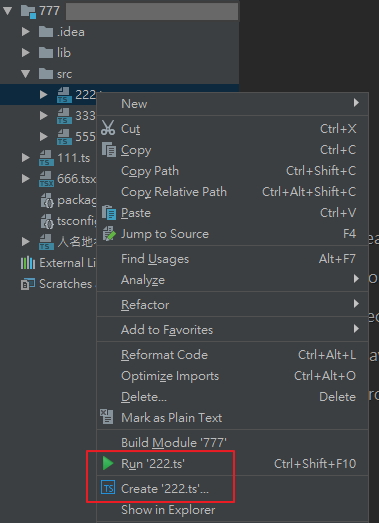 777
.idea
lib
src
222.
333
555
111.ts
666.tsx
packag
tsconfig
人名地
External Li
Scratches
New
Cut Ctrl+X
Copy Ctrl+C
Copy Path Ctrl+Shift+C
Copy Relative Path Ctrl+Alt+Shift+C
Paste Ctrl+V
Jump to Source F4
Find Usages Alt+F7
Analyze
Refactor
Add to Favorites
Reformat Code Ctrl+Alt+L
Optimize Imports Ctrl+Alt+O
Delete... Delete
Mark as Plain Text
Build Module '777'
Run '222.ts' Ctrl+Shift+F10
TS Create '222.ts'...
Show in Explorer